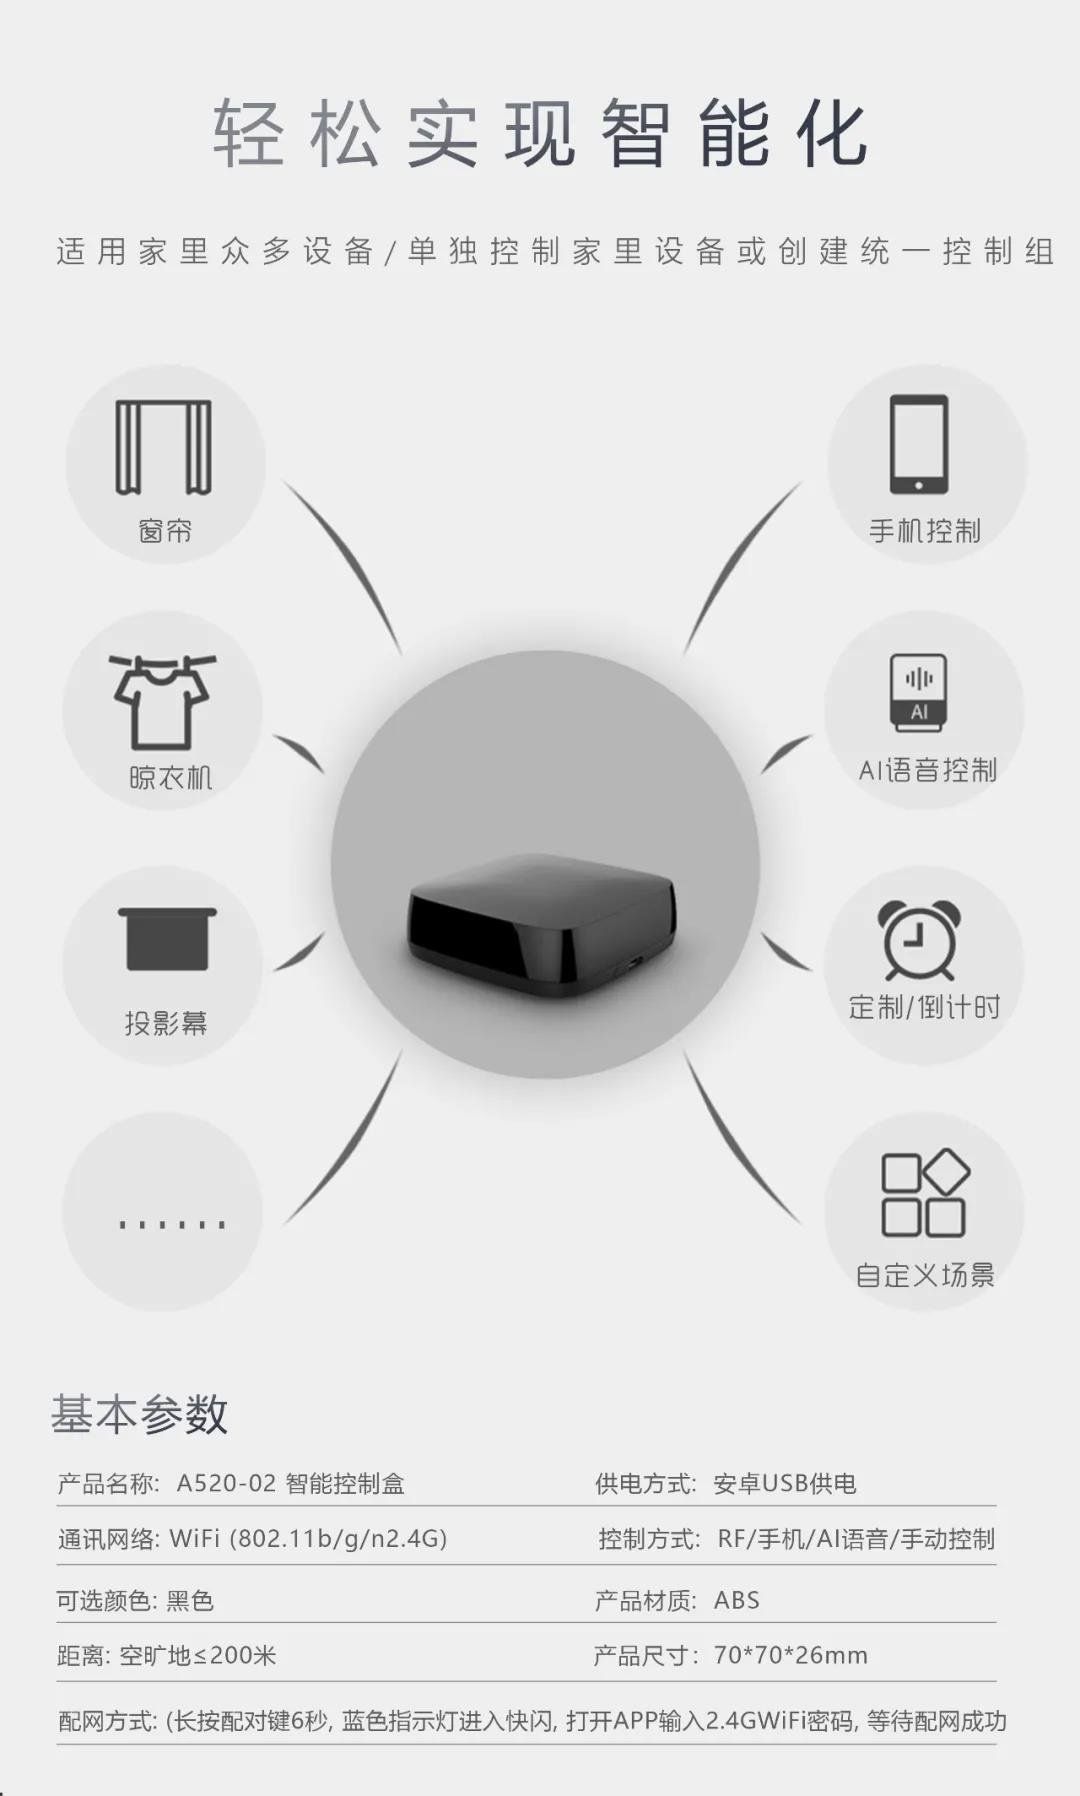 轻松实现智能化
适用家里众多设备/单独控制家里设备或创建统一控制组
窗帘
手机控制
晾衣机
AI
AI语音控制
投影幕
定制/倒计时
......
自定义场景
基本参数
产品名称: A520-02 智能控制盒
供电方式: 安卓USB供电
通讯网络: WiFi (802.11b/g/n2.4G)
控制方式: RF/手机/AI语音/手动控制
可选颜色: 黑色
产品材质: ABS
距离: 空旷地≤200米
产品尺寸: 70*70*26mm
配网方式: (长按配对键6秒, 蓝色指示灯进入快闪, 打开APP输入2.4GWiFi密码, 等待配网成功